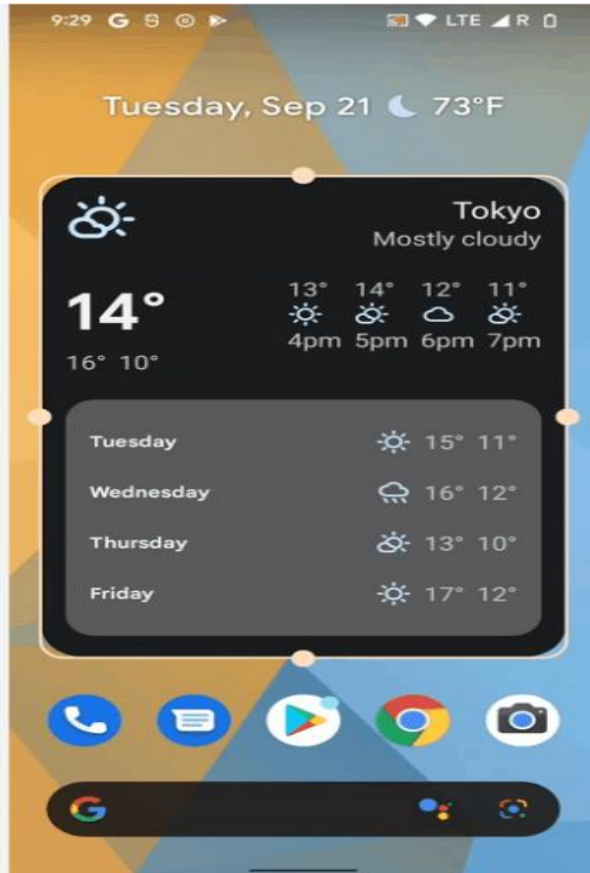 9:29 G LTE R
Tuesday, Sep 21 73°F
Tokyo
Mostly cloudy
14°
16° 10°
13° 14° 12° 11°
4pm 5pm 6pm 7pm
Tuesday 15° 11°
Wednesday 16° 12°
Thursday 13° 10°
Friday 17° 12°
G